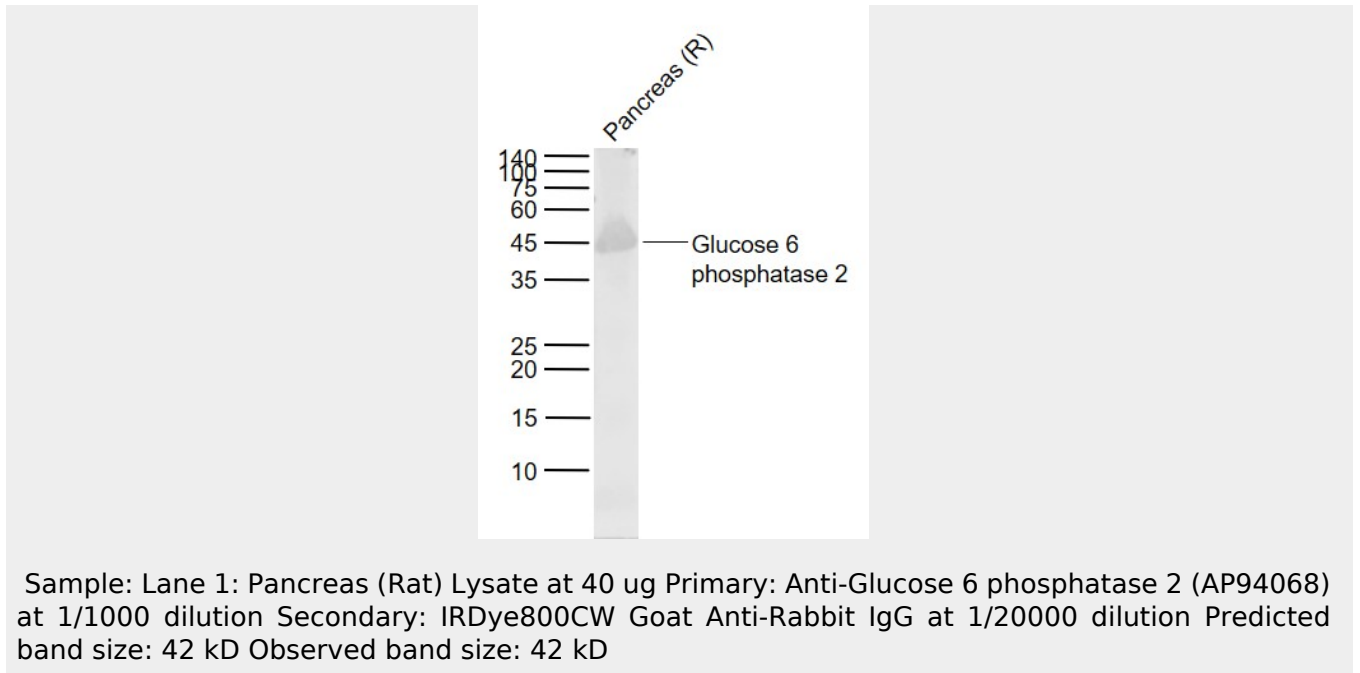 Pancreas (R)
140
100
75
60
45
35
25
20
15
10
Glucose 6
phosphatase 2
Sample: Lane 1: Pancreas (Rat) Lysate at 40 ug Primary: Anti-Glucose 6 phosphatase 2 (AP94068)
at 1/1000 dilution Secondary: IRDye800CW Goat Anti-Rabbit IgG at 1/20000 dilution Predicted
band size: 42 kD Observed band size: 42 kD